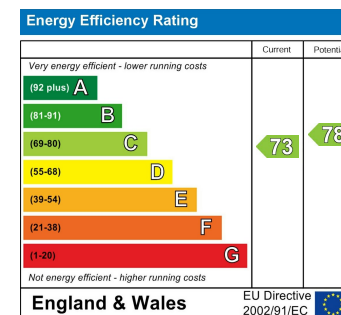 Energy Efficiency Rating
Current Potenti
Very energy efficient - lower running costs
(92 plus) A
(81-91) B
(69-80) C
73
78
(55-68) D
(39-54) E
(21-38) F
(1-20) G
Not energy efficient - higher running costs
England & Wales
EU Directive
2002/91/EC